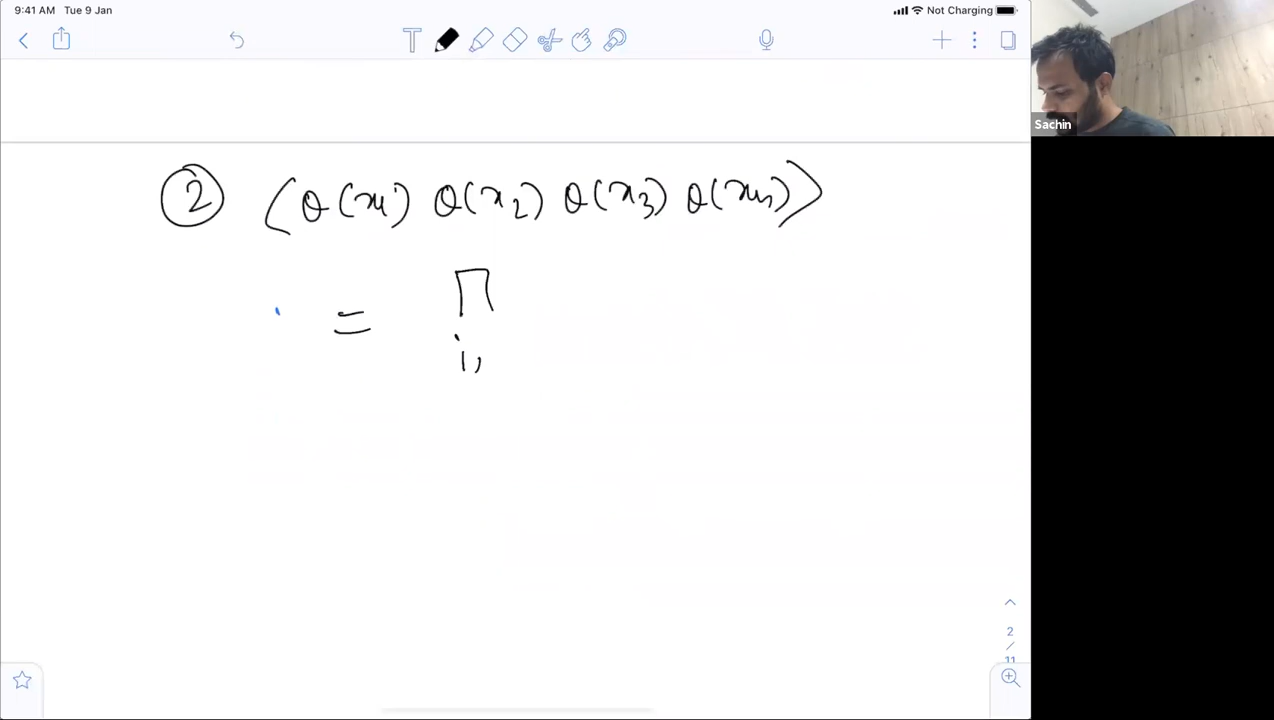 9:41 AM Tue 9 Jan
Not Charging
Sachin
② ⟨θ(x₁) θ(x₂) θ(x₃) θ(x₄)⟩
= ∏
i,
2
/
11